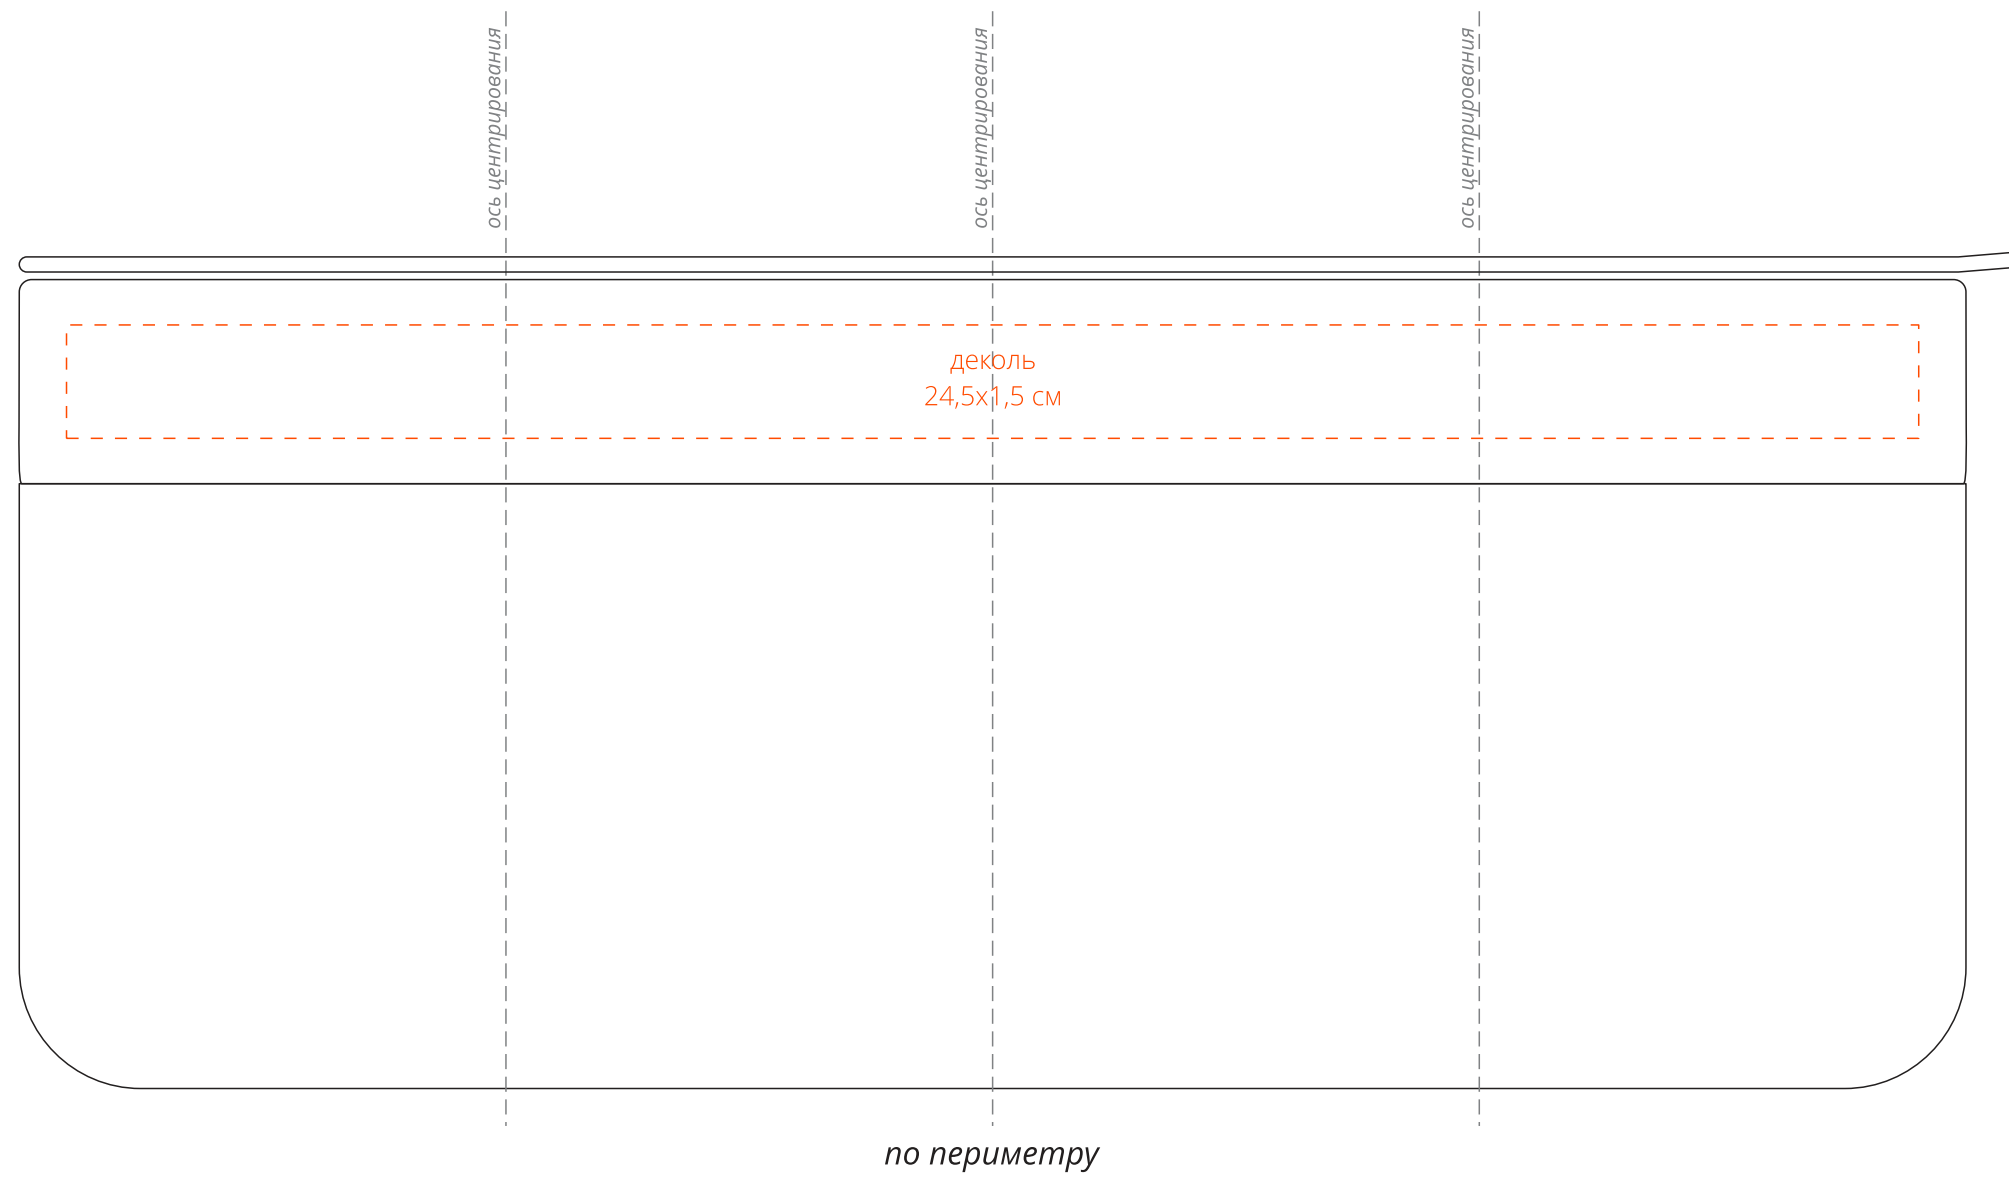 ось центрирования
ось центрирования
ось центрирования
деколь
24,5х1,5 см
по периметру